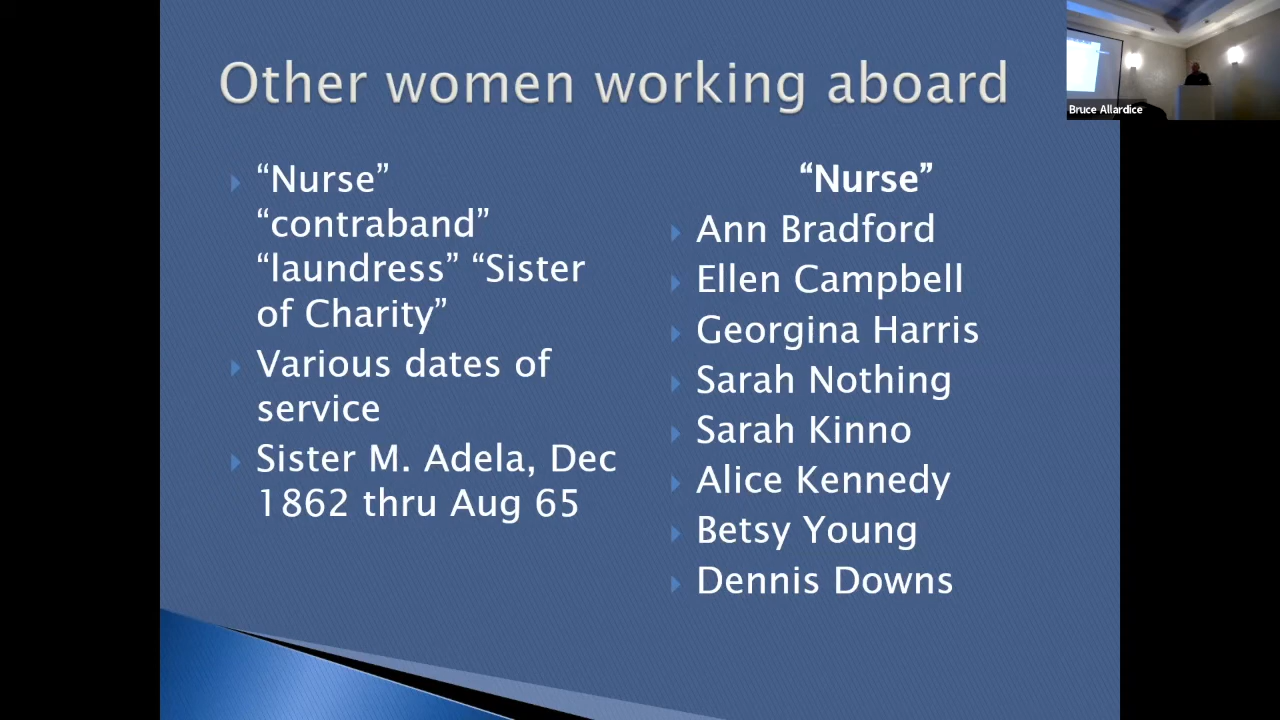 Other women working aboard
“Nurse”
“contraband”
“laundress” “Sister
of Charity”
Various dates of
service
Sister M. Adela, Dec
1862 thru Aug 65
“Nurse”
Ann Bradford
Ellen Campbell
Georgina Harris
Sarah Nothing
Sarah Kinno
Alice Kennedy
Betsy Young
Dennis Downs
Bruce Allardice